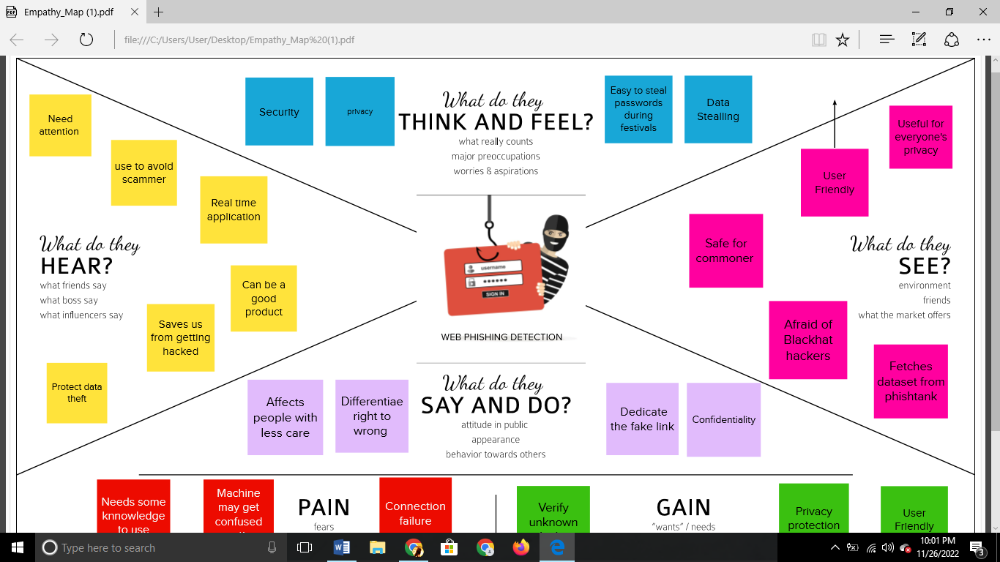 Empathy_Map (1).pdf
file:///C:/Users/User/Desktop/Empathy_Map%20(1).pdf
Need
attention
use to avoid
scammer
Real time
application
What do they
HEAR?
what friends say
what boss say
what influencers say
Can be a
good
product
Saves us
from getting
hacked
Protect data
theft
Security
privacy
What do they
THINK AND FEEL?
what really counts
major preoccupations
worries & aspirations
Easy to steal
passwords
during
festivals
Data
Stealling
username
SIGN IN
WEB PHISHING DETECTION
Useful for
everyone's
privacy
User
Friendly
Safe for
commoner
What do they
SEE?
environment
friends
what the market offers
Afraid of
Blackhat
hackers
Fetches
dataset from
phishtank
Affects
people with
less care
Differentiae
right to
wrong
What do they
SAY AND DO?
attitude in public
appearance
behavior towards others
Dedicate
the fake link
Confidentiality
Needs some
knnowledge
to use
Machine
may get
confused
PAIN
fears
Connection
failure
Verify
unknown
GAIN
"wants" / needs
Privacy
protection
User
Friendly
Type here to search
10:01 PM
11/26/2022
3